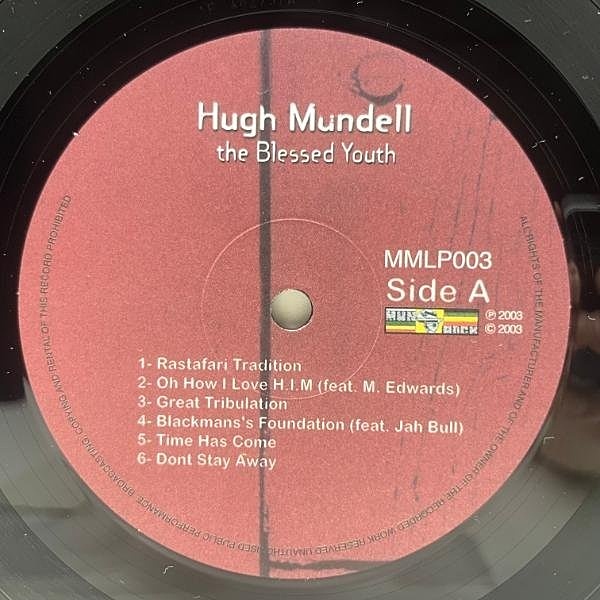 Hugh Mundell
the Blessed Youth
MMLP003
Side A
MUN ROCK
℗ 2003
© 2003
1- Rastafari Tradition
2- Oh How I Love H.I.M (feat. M. Edwards)
3- Great Tribulation
4- Blackmans's Foundation (feat. Jah Bull)
5- Time Has Come
6- Dont Stay Away
ALL RIGHTS OF THE MANUFACTURER AND OF THE OWNER OF THE RECORDED WORK RESERVED UNAUTHORISED PUBLIC PERFORMANCE BROADCASTING COPYING AND RENTAL OF THIS RECORD PROHIBITED